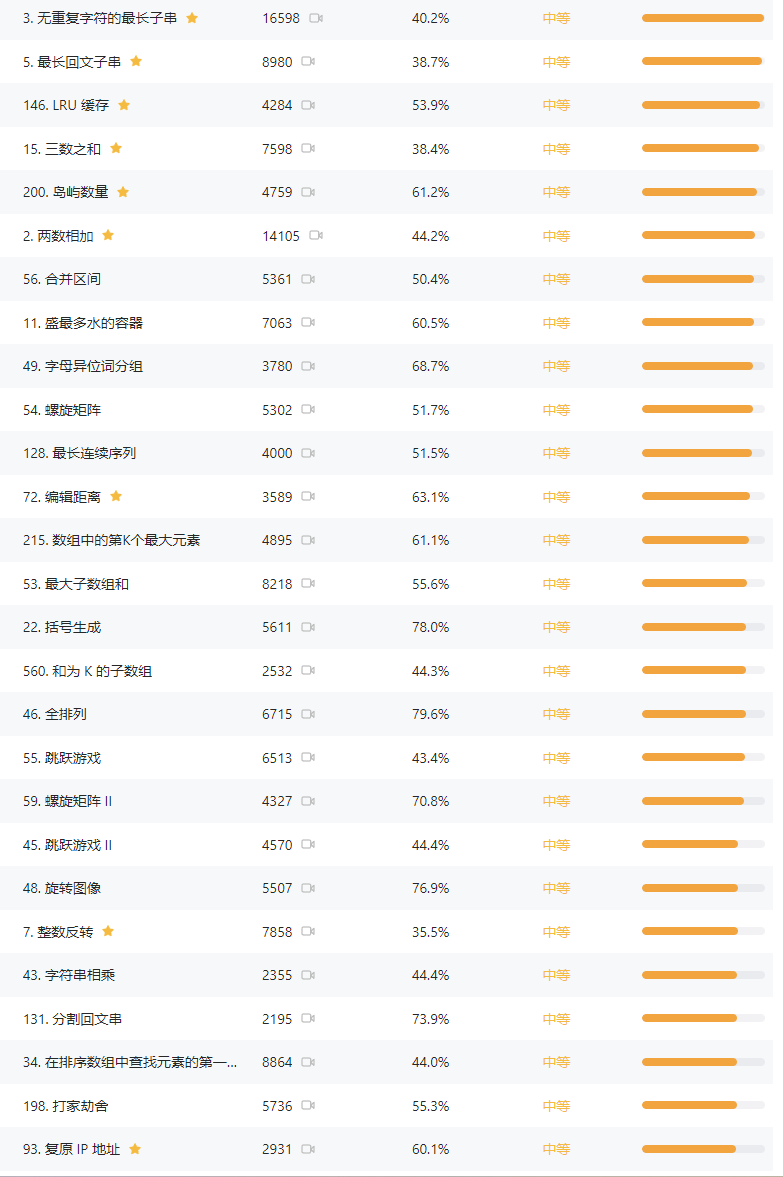 3. 无重复字符的最长子串 16598 40.2% 中等
5. 最长回文子串 8980 38.7% 中等
146. LRU 缓存 4284 53.9% 中等
15. 三数之和 7598 38.4% 中等
200. 岛屿数量 4759 61.2% 中等
2. 两数相加 14105 44.2% 中等
56. 合并区间 5361 50.4% 中等
11. 盛最多水的容器 7063 60.5% 中等
49. 字母异位词分组 3780 68.7% 中等
54. 螺旋矩阵 5302 51.7% 中等
128. 最长连续序列 4000 51.5% 中等
72. 编辑距离 3589 63.1% 中等
215. 数组中的第K个最大元素 4895 61.1% 中等
53. 最大子数组和 8218 55.6% 中等
22. 括号生成 5611 78.0% 中等
560. 和为 K 的子数组 2532 44.3% 中等
46. 全排列 6715 79.6% 中等
55. 跳跃游戏 6513 43.4% 中等
59. 螺旋矩阵 II 4327 70.8% 中等
45. 跳跃游戏 II 4570 44.4% 中等
48. 旋转图像 5507 76.9% 中等
7. 整数反转 7858 35.5% 中等
43. 字符串相乘 2355 44.4% 中等
131. 分割回文串 2195 73.9% 中等
34. 在排序数组中查找元素的第一... 8864 44.0% 中等
198. 打家劫舍 5736 55.3% 中等
93. 复原 IP 地址 2931 60.1% 中等